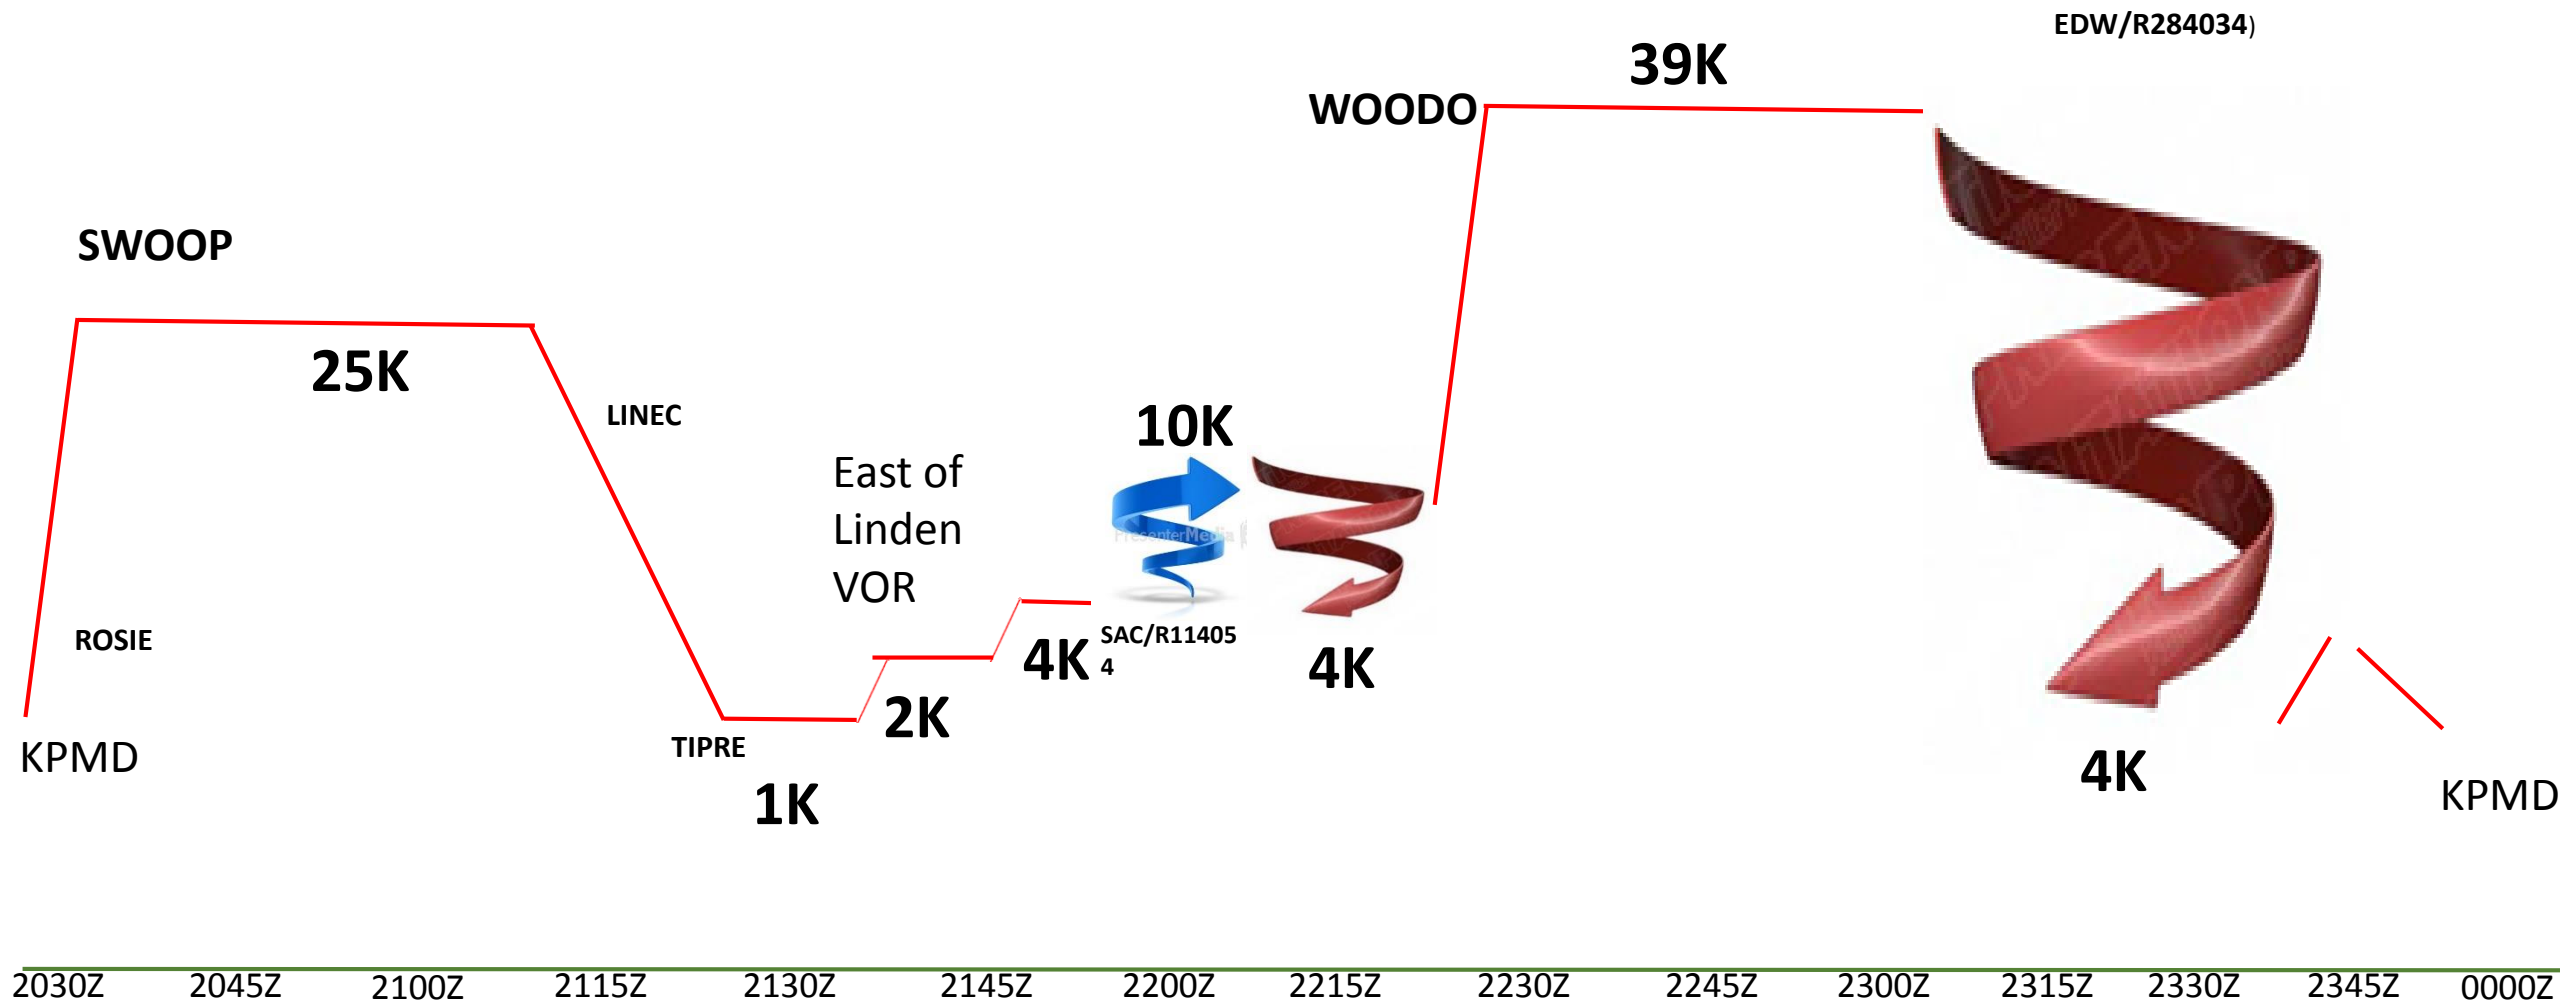 EDW/R284034)
39K
WOODO
SWOOP
25K
LINEC
10K
East of
Linden
VOR
PresenterMedia
ROSIE
SAC/R11405
4
4K
4K
2K
TIPRE
KPMD
1K
4K
KPMD
2030Z 2045Z 2100Z 2115Z 2130Z 2145Z 2200Z 2215Z 2230Z 2245Z 2300Z 2315Z 2330Z 2345Z 0000Z